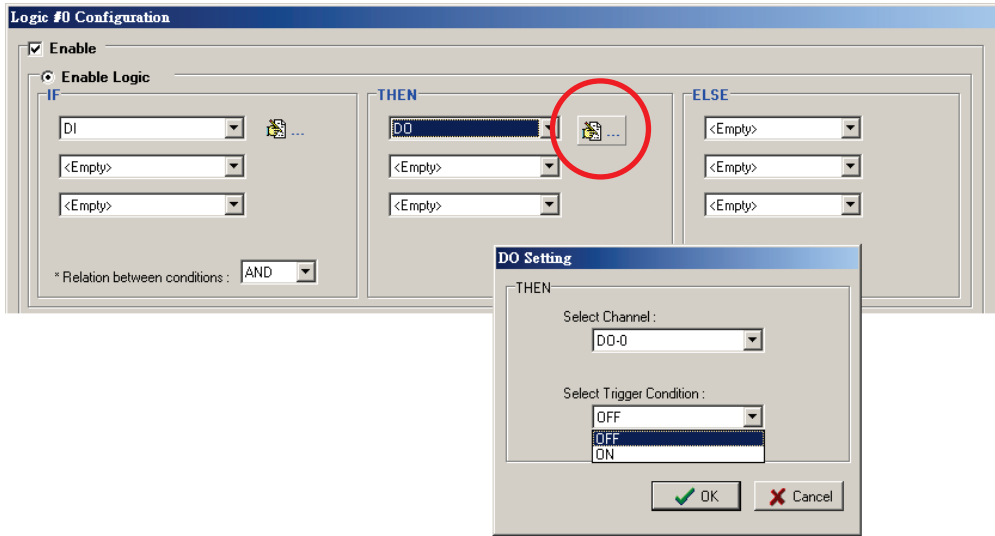 Logic #0 Configuration
Enable
Enable Logic
IF
DI
...
<Empty>
<Empty>
* Relation between conditions :
AND
THEN
DO
...
<Empty>
<Empty>
ELSE
<Empty>
<Empty>
<Empty>
DO Setting
THEN
Select Channel :
DO-0
Select Trigger Condition :
OFF
OFF
ON
OK
Cancel